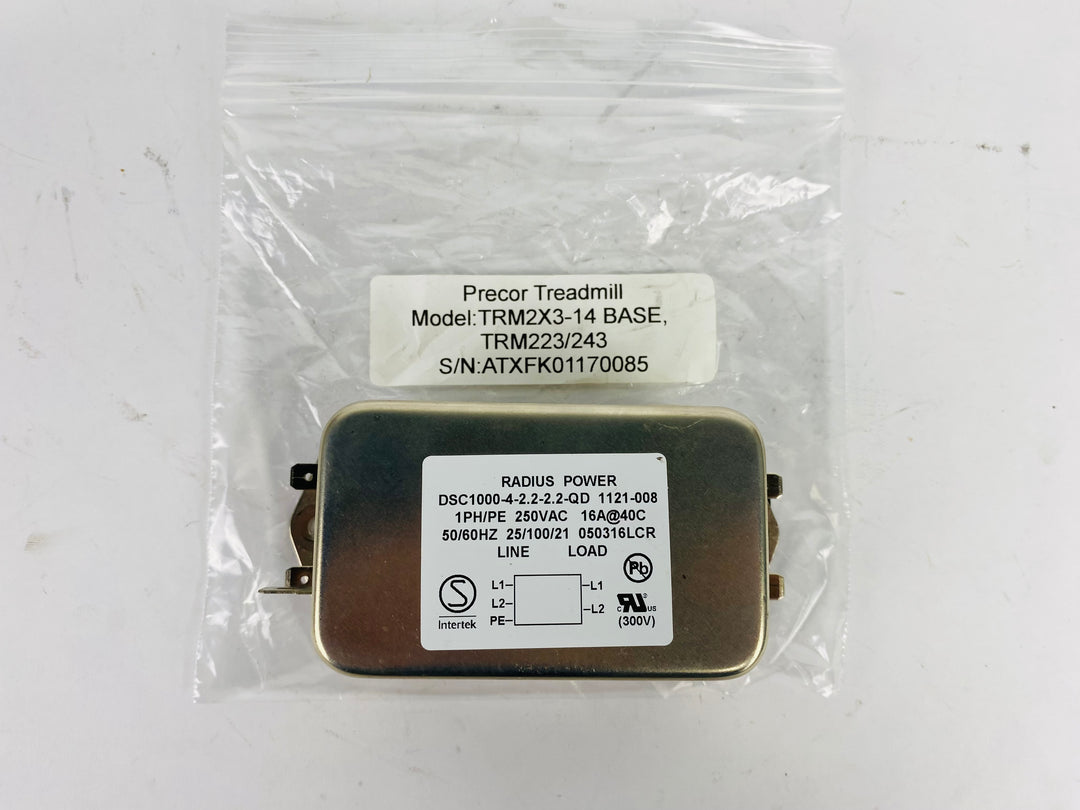 Precor Treadmill
Model:TRM2X3-14 BASE,
TRM223/243
S/N:ATXFK01170085
RADIUS POWER
DSC1000-4-2.2-2.2-QD 1121-008
1PH/PE 250VAC 16A@40C
50/60HZ 25/100/21 050316LCR
LINE LOAD
Pb
L1 L1
S
L2 L2
c RU ® US
Intertek PE (300V)